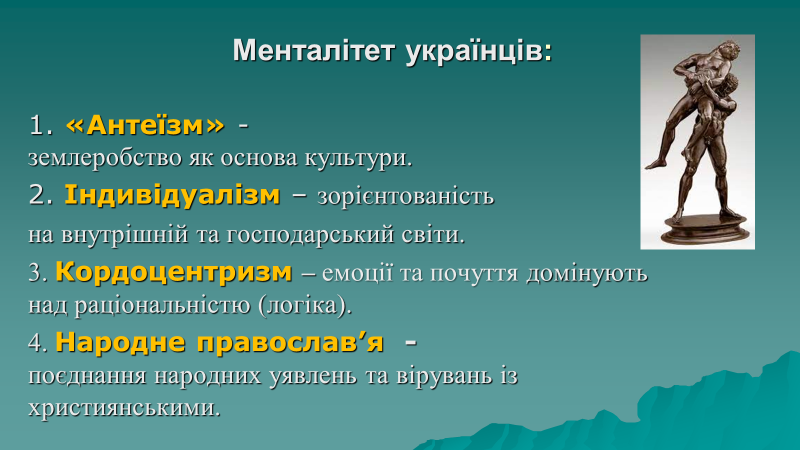 Менталітет українців:
1. «Антеїзм» -
землеробство як основа культури.
2. Індивідуалізм – зорієнтованість
на внутрішній та господарський світи.
3. Кордоцентризм – емоції та почуття домінують
над раціональністю (логіка).
4. Народне православ’я -
поєднання народних уявлень та вірувань із
християнськими.